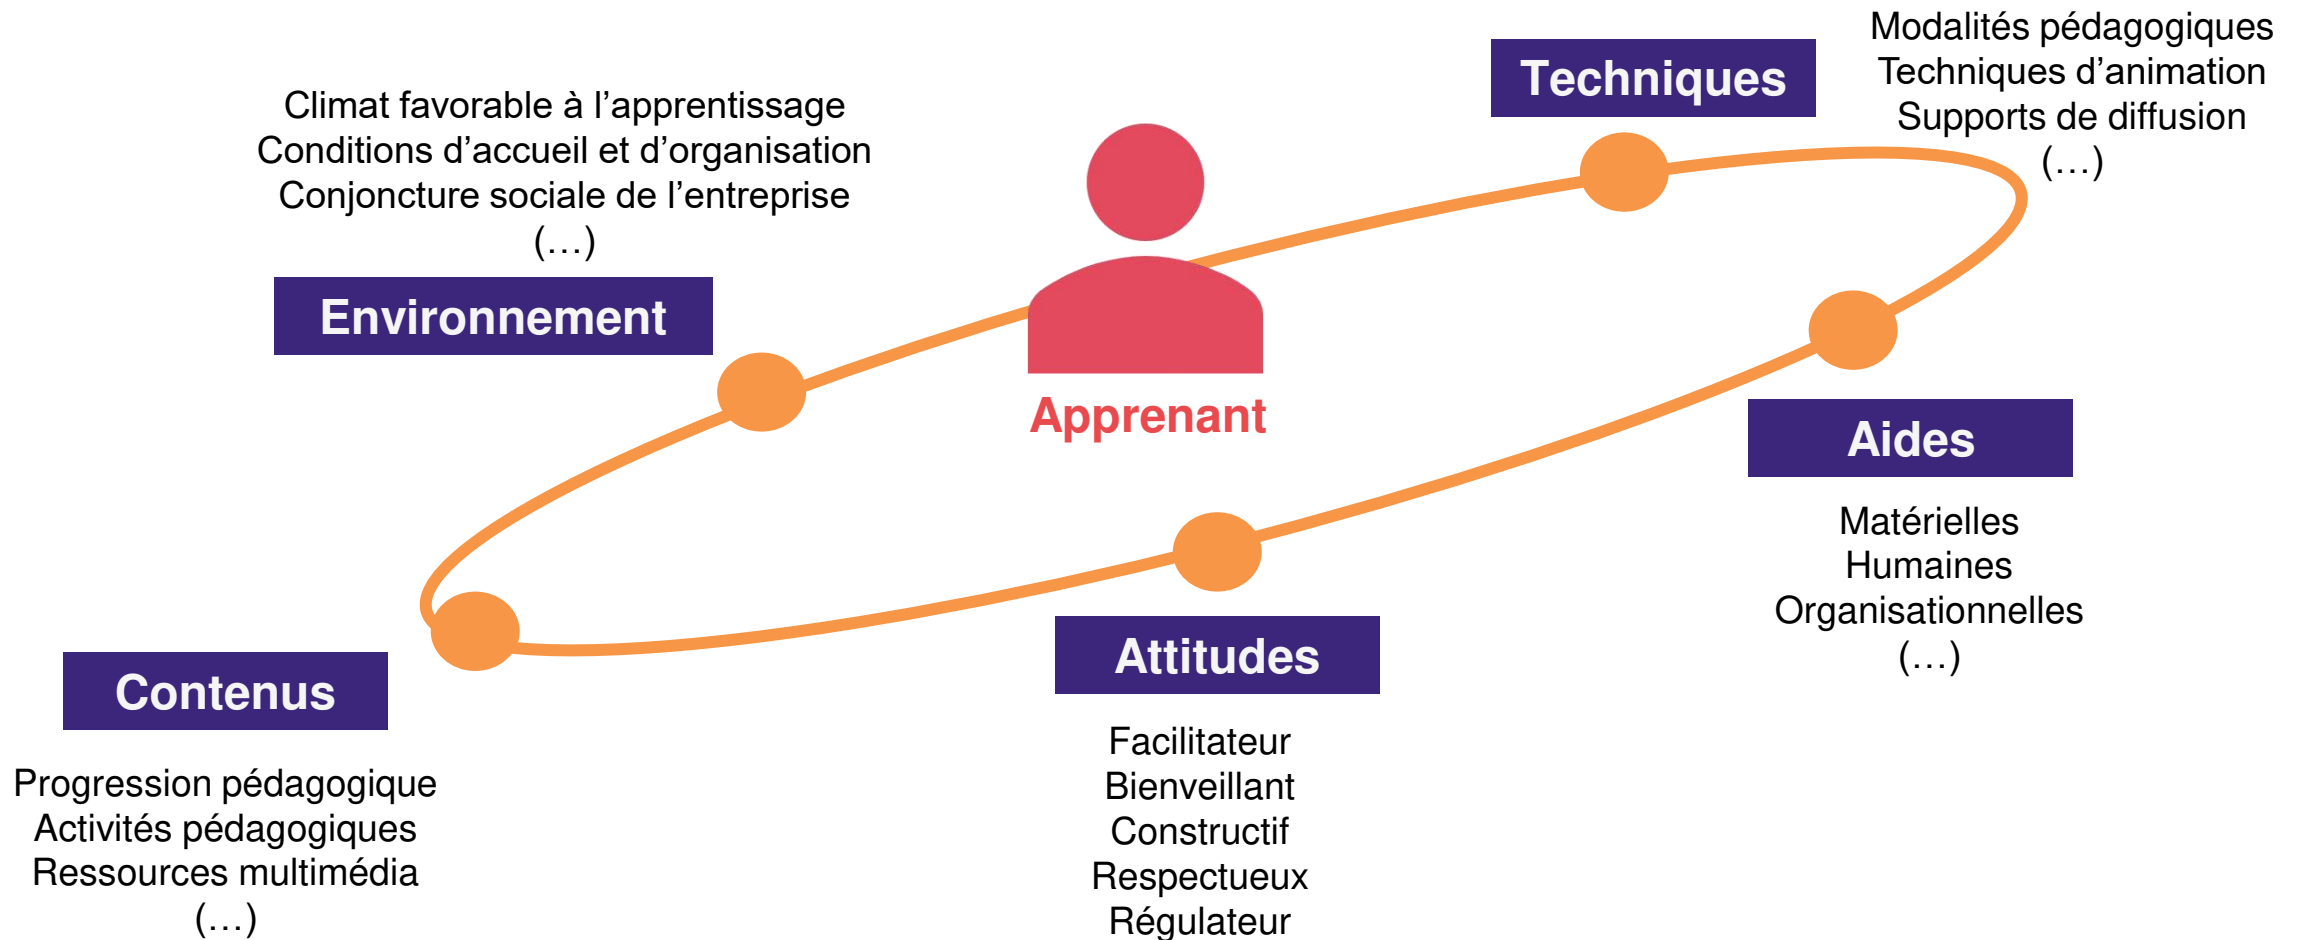 Techniques
Modalités pédagogiques
Techniques d’animation
Supports de diffusion
(…)
Climat favorable à l’apprentissage
Conditions d’accueil et d’organisation
Conjoncture sociale de l’entreprise
(…)
Environnement
Apprenant
Aides
Matérielles
Humaines
Organisationnelles
(…)
Attitudes
Facilitateur
Bienveillant
Constructif
Respectueux
Régulateur
Contenus
Progression pédagogique
Activités pédagogiques
Ressources multimédia
(…)